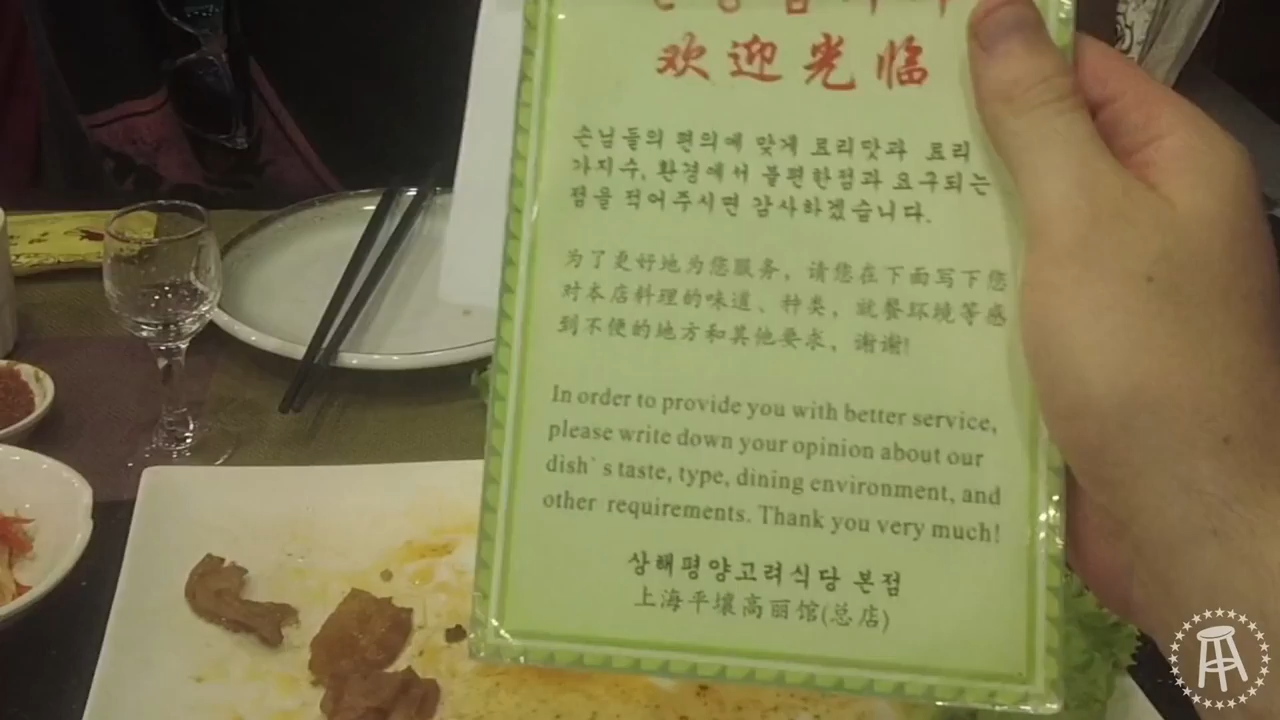 欢迎光临
손님들의 편의에 맞게 료리맛과 료리
가지수, 환경에서 불편한점과 요구되는
점을 적어주시면 감사하겠습니다.
为了更好地为您服务，请您在下面写下您
对本店料理的味道、种类，就餐环境等感
到不便的地方和其他要求，谢谢!
In order to provide you with better service,
please write down your opinion about our
dish` s taste, type, dining environment, and
other requirements. Thank you very much!
상해평양고려식당 본점
上海平壤高丽馆(总店)